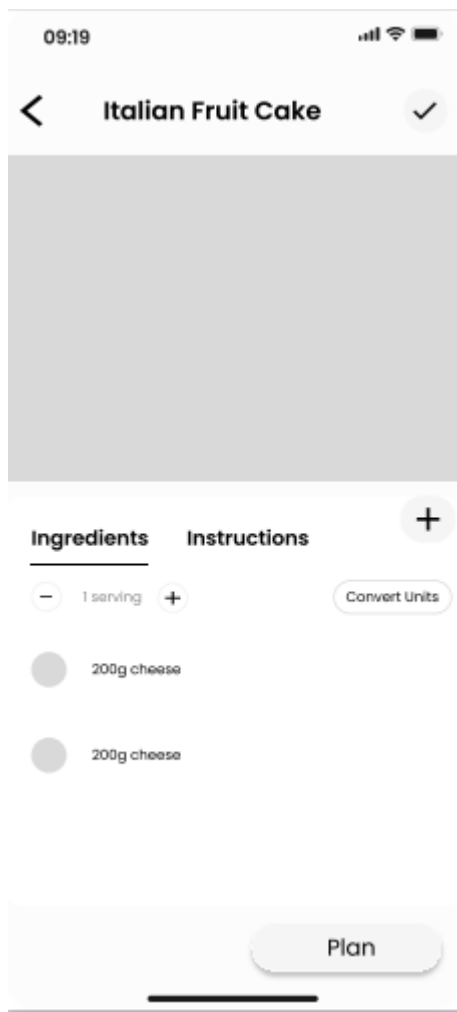 09:19
Italian Fruit Cake
Ingredients Instructions
1 serving Convert Units
200g cheese
200g cheese
Plan